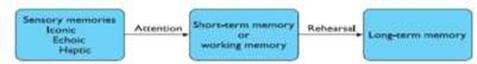 Sensory memories
Iconic
Echoic
Haptic
Attention
Short-term memory
or
working memory
Rehearsal
Long-term memory